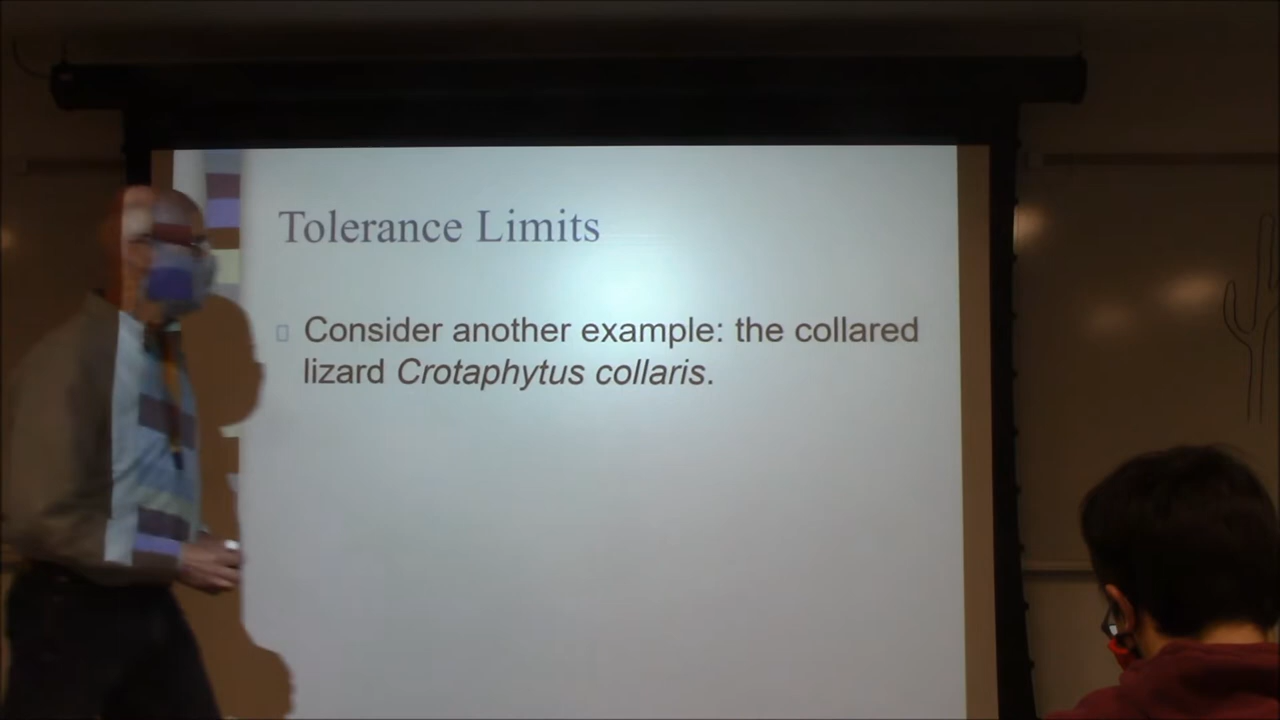 Tolerance Limits
Consider another example: the collared
lizard Crotaphytus collaris.